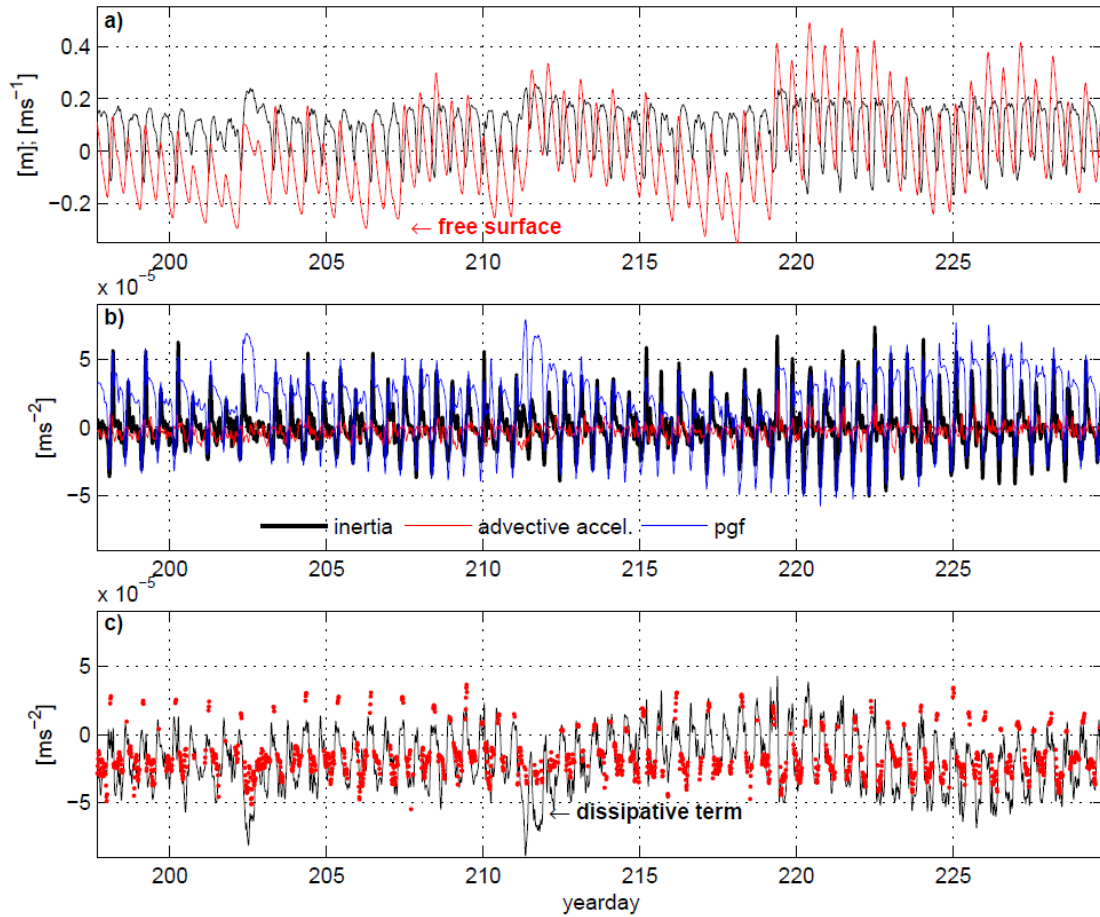 a)
0.4
0.2
0
−0.2
[m]; [ms⁻¹]
← free surface
200 205 210 215 220 225
x 10⁻⁵
b)
5
0
−5
[ms⁻²]
inertia advective accel. pgf
200 205 210 215 220 225
x 10⁻⁵
c)
5
0
−5
[ms⁻²]
← dissipative term
200 205 210 215 220 225
yearday